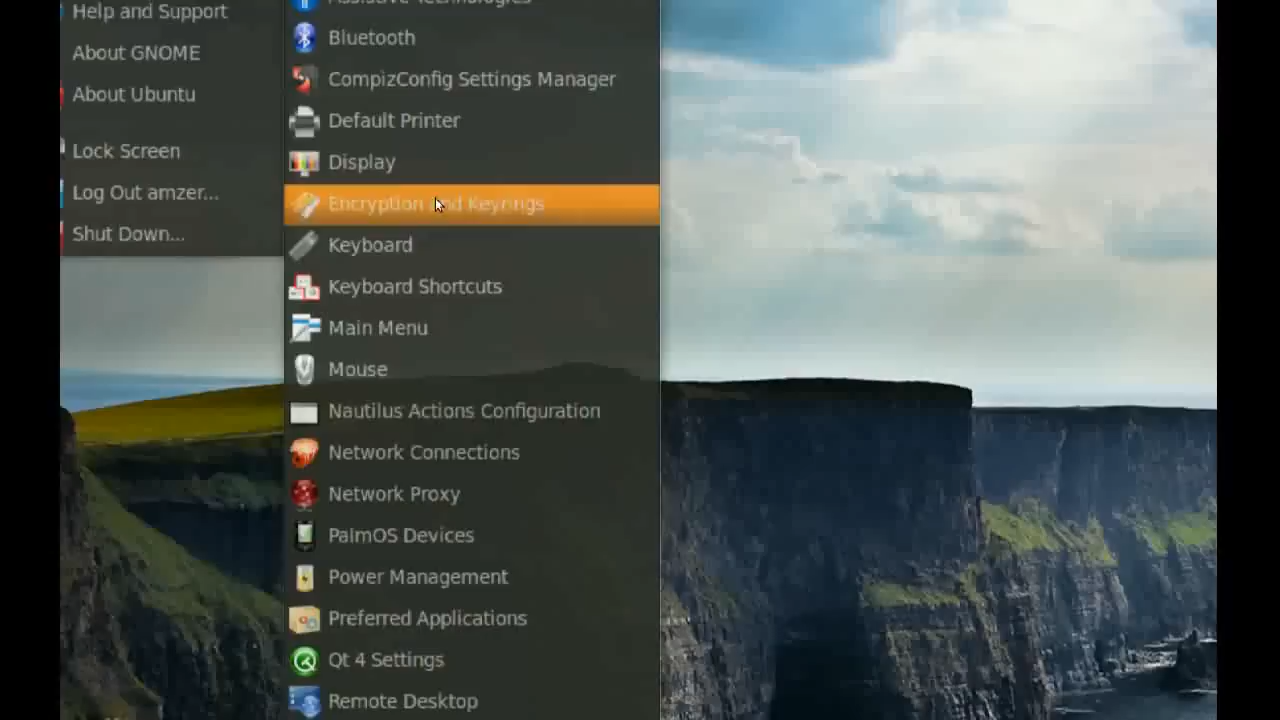 Help and Support
About GNOME
About Ubuntu
Lock Screen
Log Out amzer...
Shut Down...
Assistive Technologies
Bluetooth
CompizConfig Settings Manager
Default Printer
Display
Encryption and Keyrings
Keyboard
Keyboard Shortcuts
Main Menu
Mouse
Nautilus Actions Configuration
Network Connections
Network Proxy
PalmOS Devices
Power Management
Preferred Applications
Qt 4 Settings
Remote Desktop